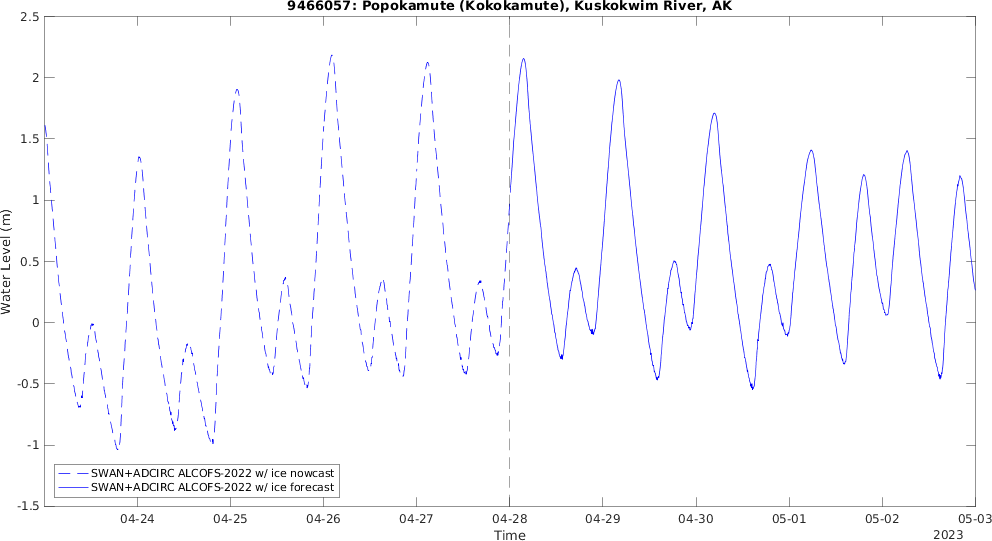 9466057: Popokamute (Kokokamute), Kuskokwim River, AK
2.5
2
1.5
1
0.5
0
-0.5
-1
-1.5
Water Level (m)
SWAN+ADCIRC ALCOFS-2022 w/ ice nowcast
SWAN+ADCIRC ALCOFS-2022 w/ ice forecast
04-24 04-25 04-26 04-27 04-28 04-29 04-30 05-01 05-02 05-03
Time
2023